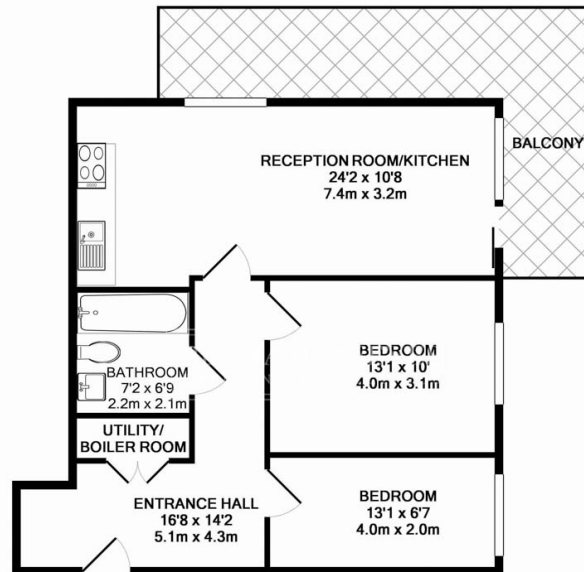 BALCONY
RECEPTION ROOM/KITCHEN
24'2 x 10'8
7.4m x 3.2m
BATHROOM
7'2 x 6'9
2.2m x 2.1m
BEDROOM
13'1 x 10'
4.0m x 3.1m
UTILITY/
BOILER ROOM
ENTRANCE HALL
16'8 x 14'2
5.1m x 4.3m
BEDROOM
13'1 x 6'7
4.0m x 2.0m